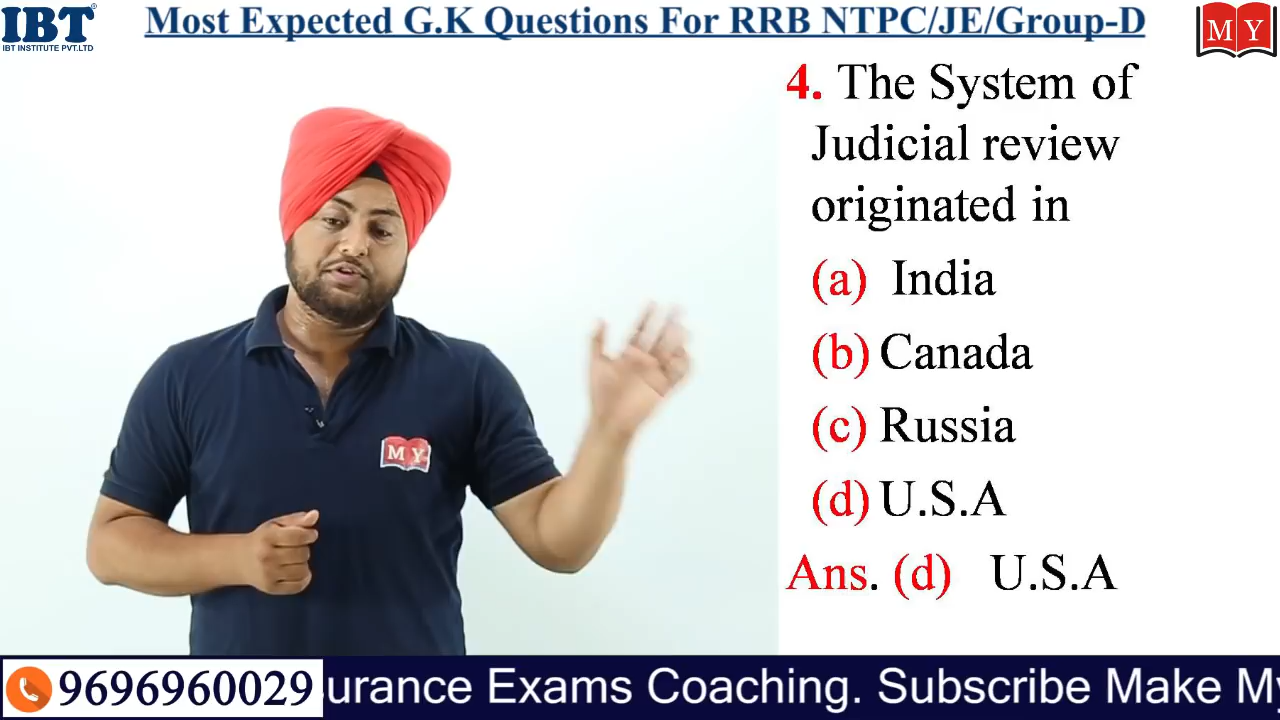 IBT
IBT INSTITUTE PVT.LTD
Most Expected G.K Questions For RRB NTPC/JE/Group-D
MY
4. The System of
Judicial review
originated in
(a) India
(b) Canada
(c) Russia
(d) U.S.A
Ans. (d) U.S.A
MY
9696960029
urance Exams Coaching. Subscribe Make My